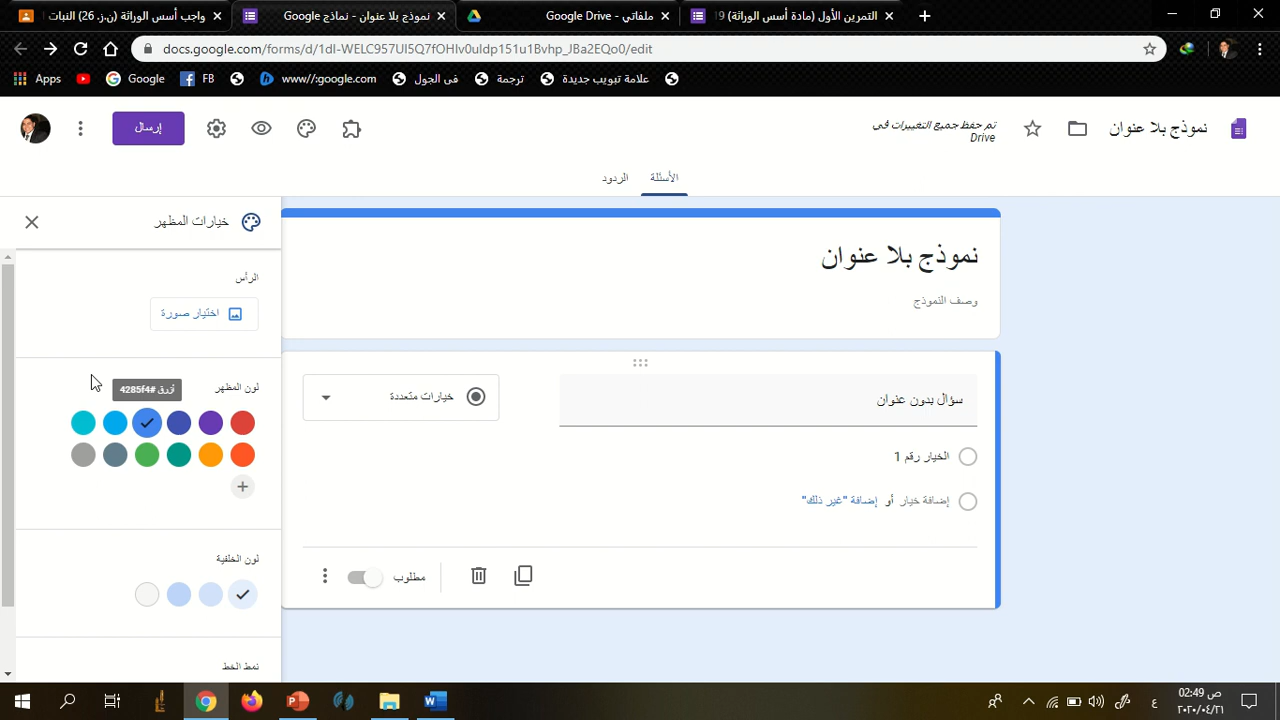 واجب أسس الوراثة (ن.ز. 26) النبات
نموذج بلا عنوان - نماذج Google
ملفاتي - Google Drive
التمرين الأول (مادة أسس الوراثة) 19
docs.google.com/forms/d/1dI-WELC957UI5Q7fOHIv0uIdp151u1Bvhp_JBa2EQo0/edit
Apps
Google
FB
www//:google.com
فى الجول
ترجمة
علامة تبويب جديدة
نموذج بلا عنوان
تم حفظ جميع التغييرات في
Drive
إرسال
الأسئلة
الردود
خيارات المظهر
الرأس
اختيار صورة
لون المظهر
أزرق #4285f4
لون الخلفية
نمط الخط
نموذج بلا عنوان
وصف النموذج
سؤال بدون عنوان
خيارات متعددة
الخيار رقم 1
إضافة خيار أو إضافة "غير ذلك"
مطلوب
W
ع
02:49 ص
٢٠٢٠/٠٤/٢١